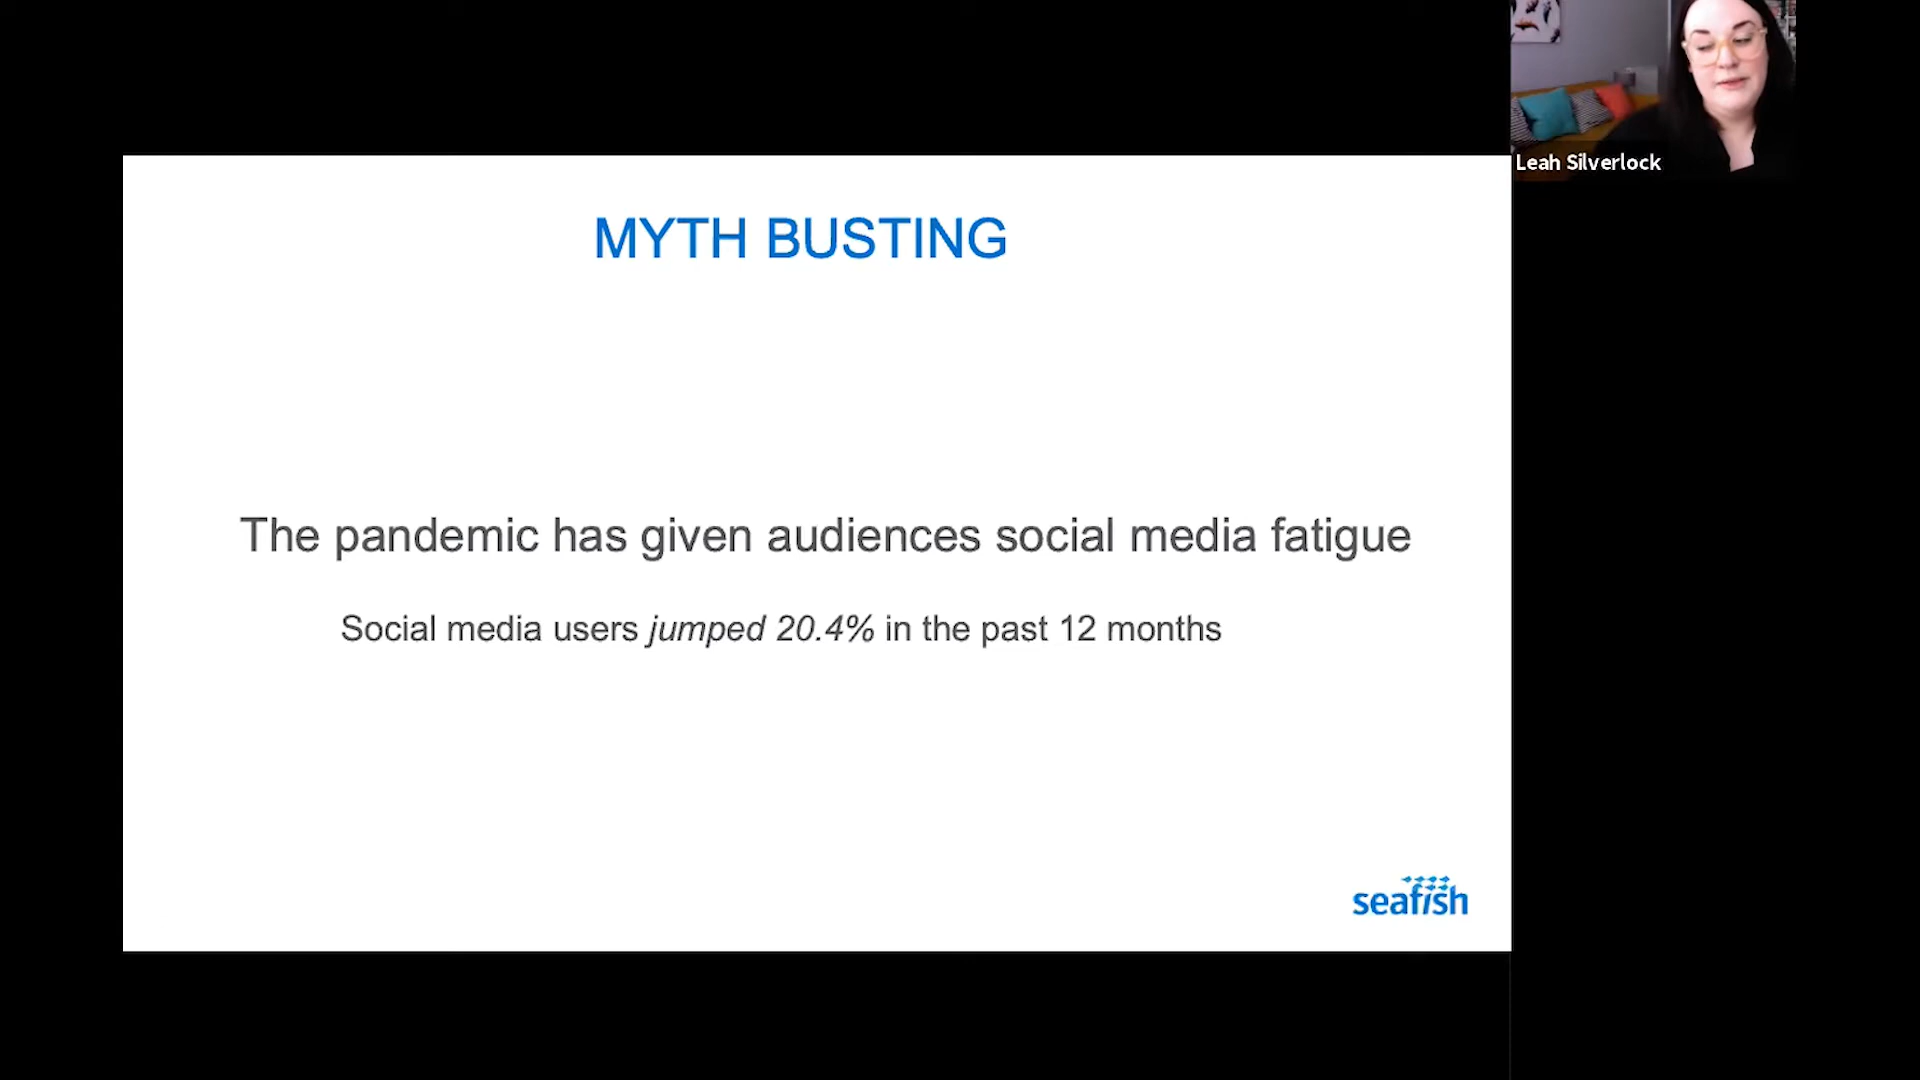 Leah Silverlock
MYTH BUSTING
The pandemic has given audiences social media fatigue
Social media users jumped 20.4% in the past 12 months
seafish